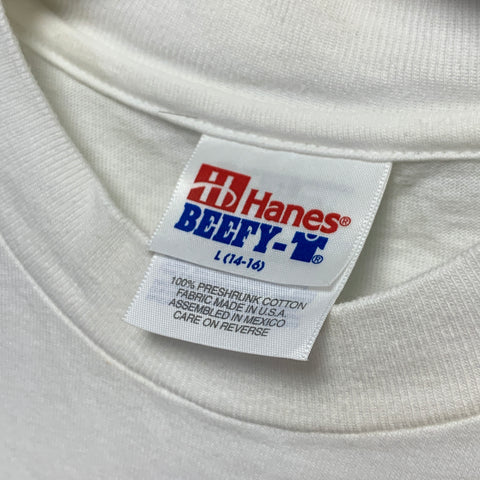 Hanes®
BEEFY-T®
L (14-16)
100% PRESHRUNK COTTON
FABRIC MADE IN U.S.A.
ASSEMBLED IN MEXICO
CARE ON REVERSE